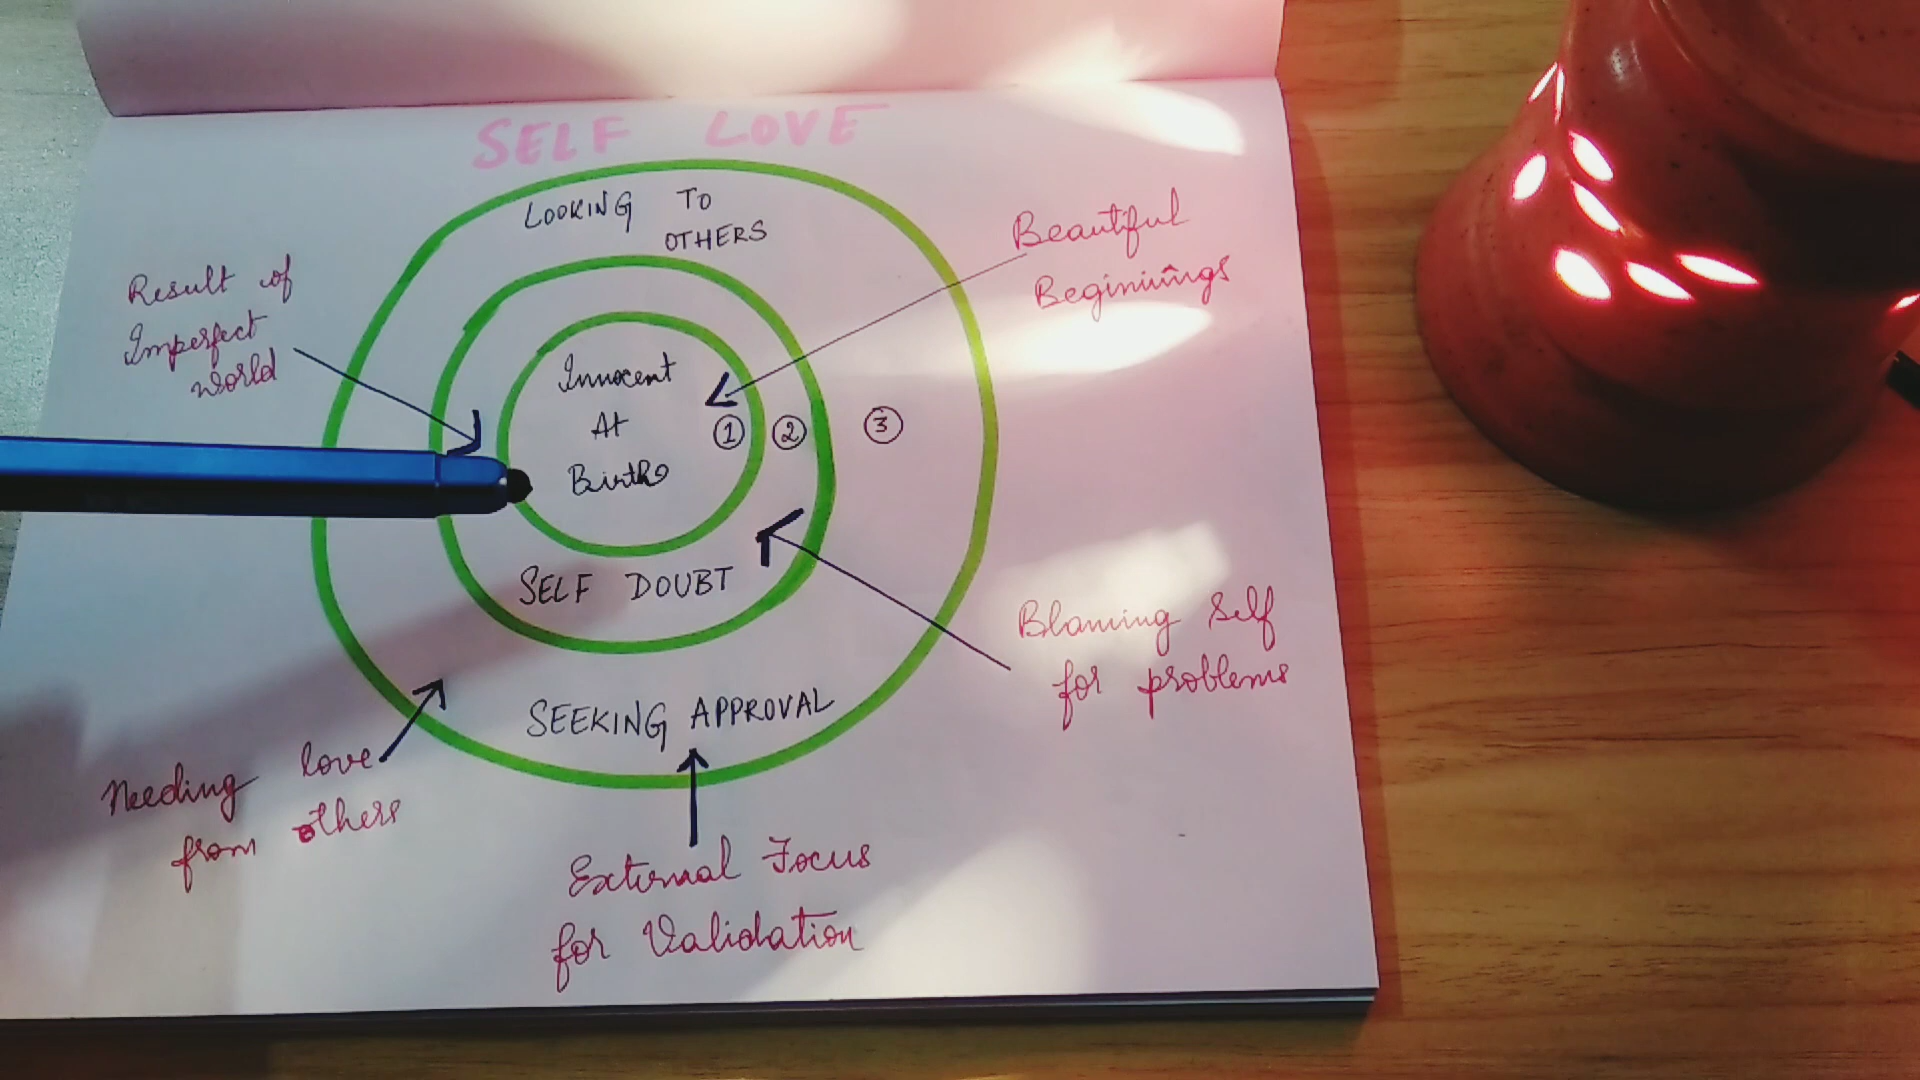 SELF LOVE
LOOKING TO
OTHERS
Result of
Imperfect
World
Beautiful
Beginiings
Innocent
At
Birth
1 2 3
SELF DOUBT
Blaming Self
for problems
SEEKING APPROVAL
Needing love
from others
External Focus
for Validation